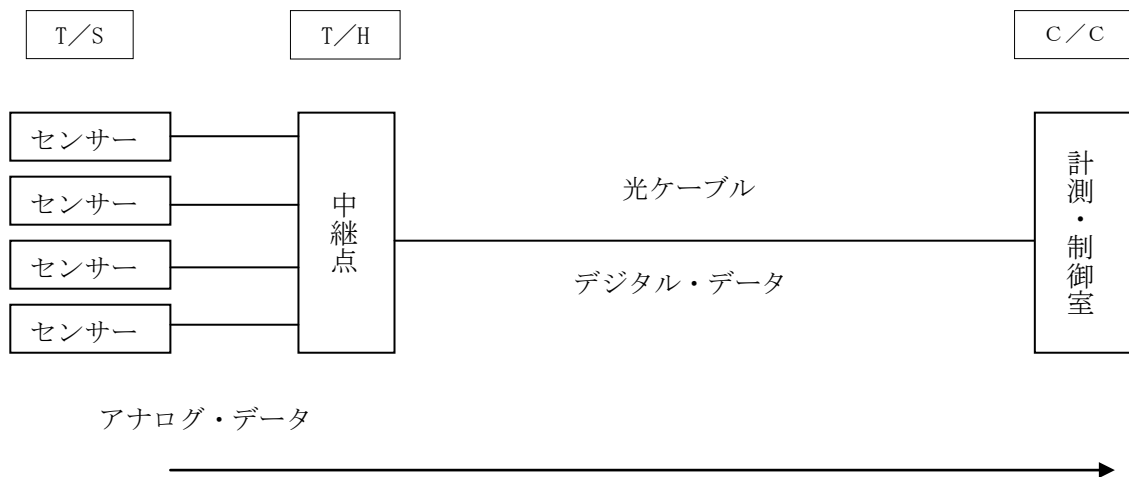 T/S
T/H
C/C
センサー
センサー
センサー
センサー
中継点
光ケーブル
デジタル・データ
計測・制御室
アナログ・データ